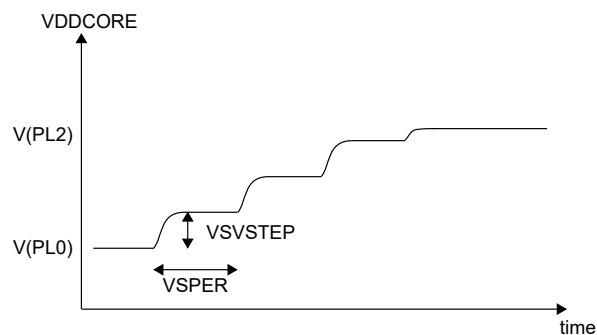 VDDCORE
V(PL2)
V(PL0)
VSVSTEP
VSPER
time